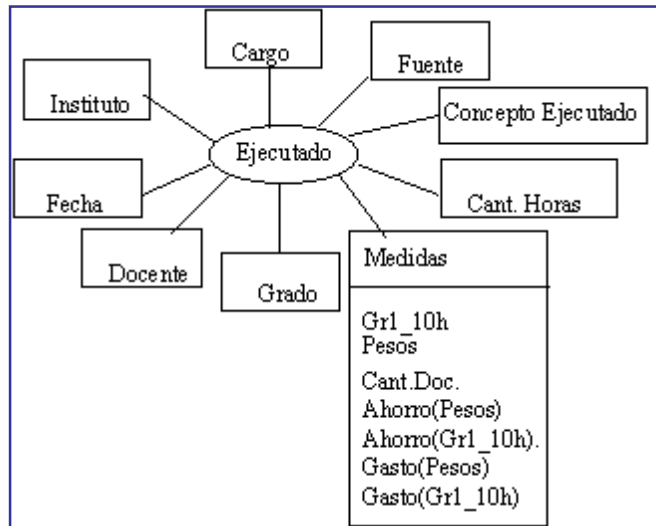 Cargo
Fuente
Instituto
Concepto Ejecutado
Ejecutado
Fecha
Cant. Horas
Docente
Grado
Medidas
Gr1_10h
Pesos
Cant.Doc.
Ahorro(Pesos)
Ahorro(Gr1_10h).
Gasto(Pesos)
Gasto(Gr1_10h)